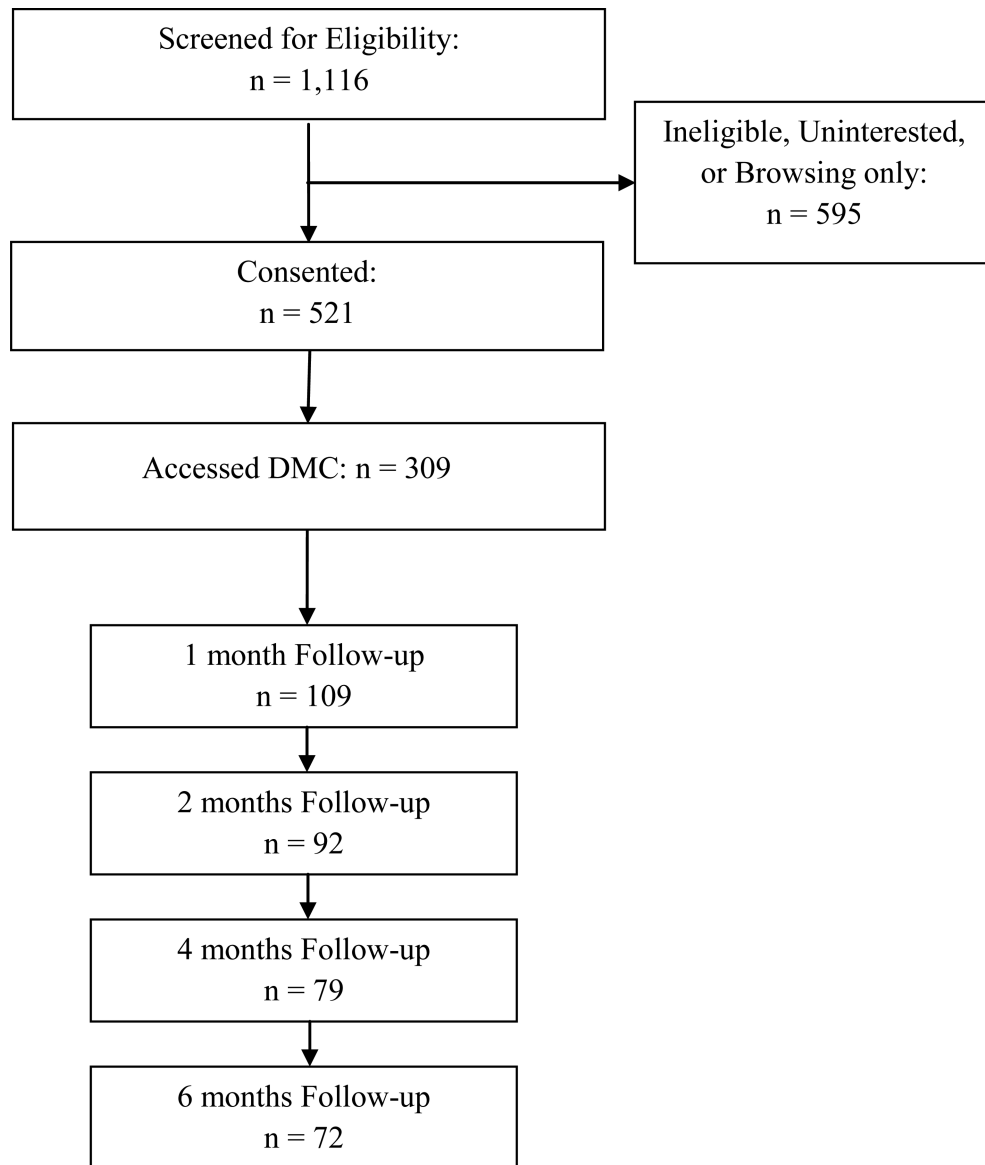 Screened for Eligibility:
n = 1,116
Ineligible, Uninterested,
or Browsing only:
n = 595
Consented:
n = 521
Accessed DMC: n = 309
1 month Follow-up
n = 109
2 months Follow-up
n = 92
4 months Follow-up
n = 79
6 months Follow-up
n = 72